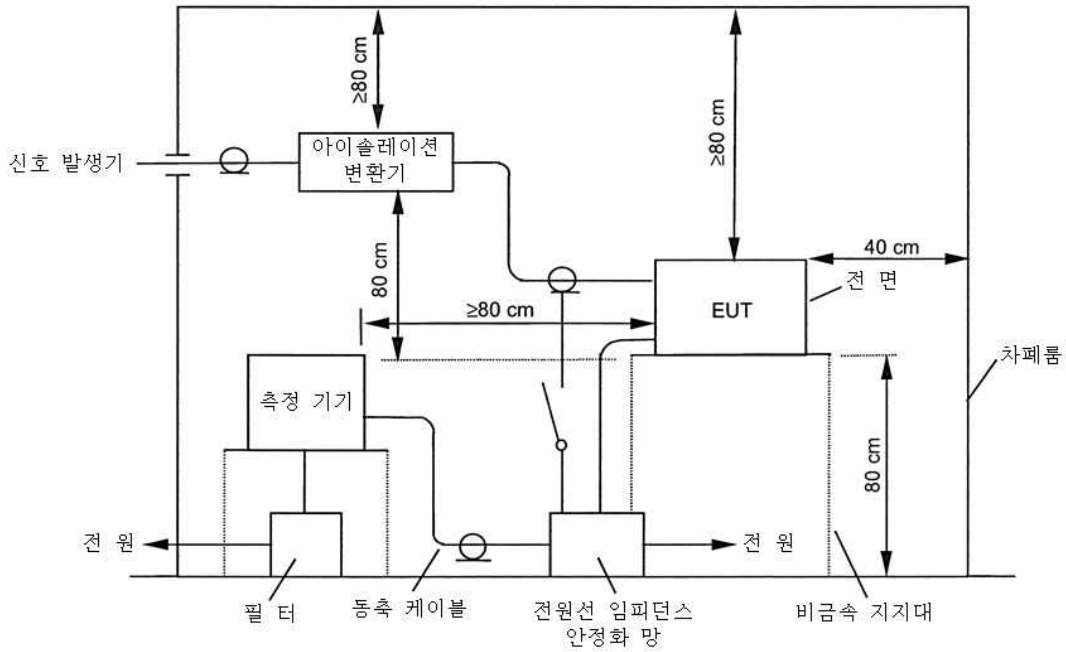 ≥80 cm
≥80 cm
신호 발생기
아이솔레이션
변환기
80 cm
40 cm
전 면
EUT
≥80 cm
차폐룸
측정 기기
80 cm
전 원
전 원
필 터
동축 케이블
전원선 임피던스
안정화 망
비금속 지지대